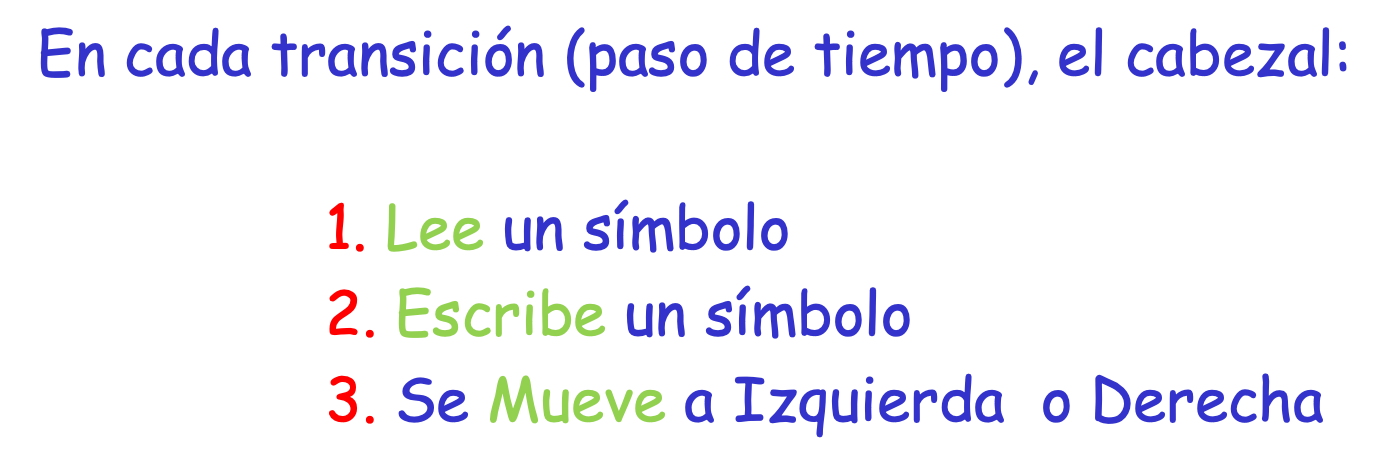 En cada transición (paso de tiempo), el cabezal:
1. Lee un símbolo
2. Escribe un símbolo
3. Se Mueve a Izquierda o Derecha